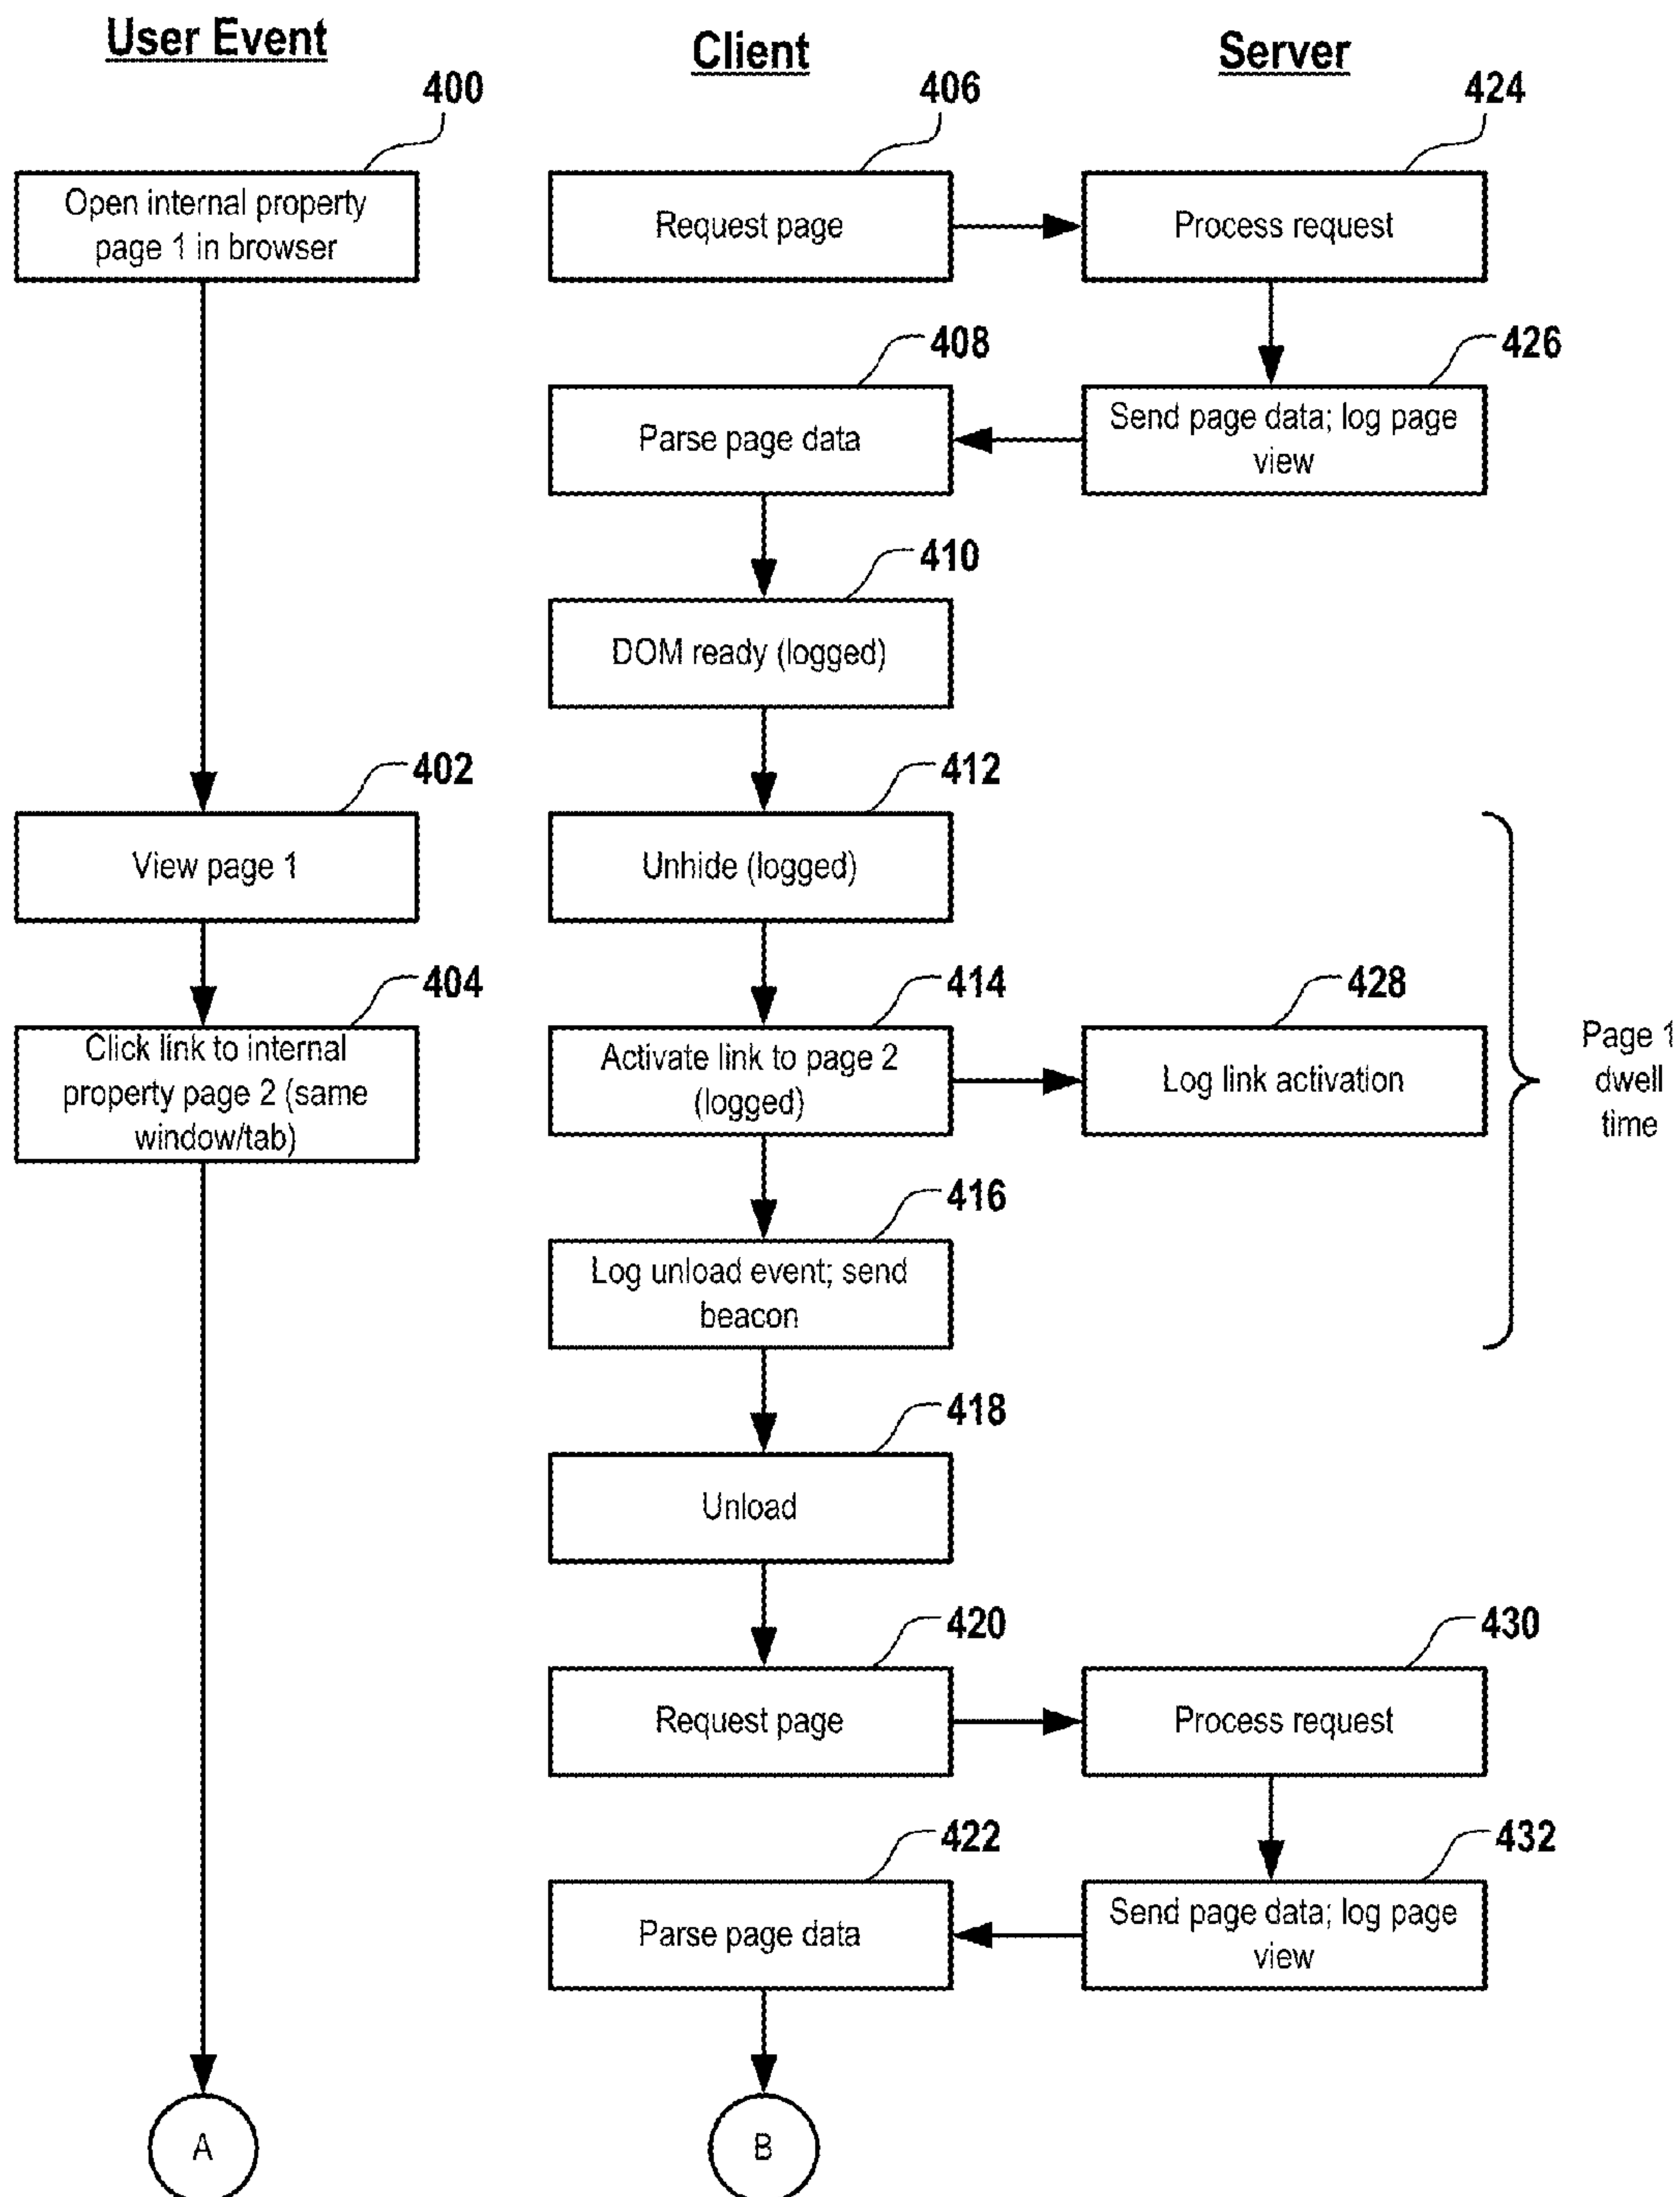 User Event
Client
Server
400
406
424
Open internal property
page 1 in browser
Request page
Process request
408
426
Parse page data
Send page data; log page
view
410
DOM ready (logged)
402
412
View page 1
Unhide (logged)
404
414
428
Click link to internal
property page 2 (same
window/tab)
Activate link to page 2
(logged)
Log link activation
Page 1
dwell
time
416
Log unload event; send
beacon
418
Unload
420
430
Request page
Process request
422
432
Parse page data
Send page data; log page
view
A
B